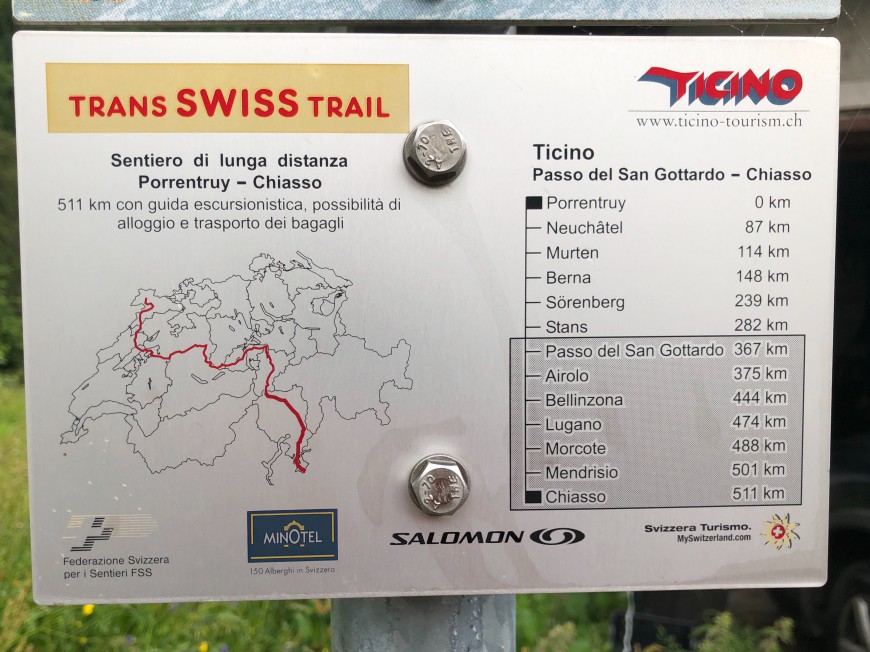 TRANS SWISS TRAIL
Sentiero di lunga distanza
Porrentruy – Chiasso
511 km con guida escursionistica, possibilità di
alloggio e trasporto dei bagagli
TICINO
www.ticino-tourism.ch
Ticino
Passo del San Gottardo – Chiasso
Porrentruy 0 km
Neuchâtel 87 km
Murten 114 km
Berna 148 km
Sörenberg 239 km
Stans 282 km
Passo del San Gottardo 367 km
Airolo 375 km
Bellinzona 444 km
Lugano 474 km
Morcote 488 km
Mendrisio 501 km
Chiasso 511 km
Federazione Svizzera
per i Sentieri FSS
MINOTEL
150 Alberghi in Svizzera
SALOMON
Svizzera Turismo.
MySwitzerland.com